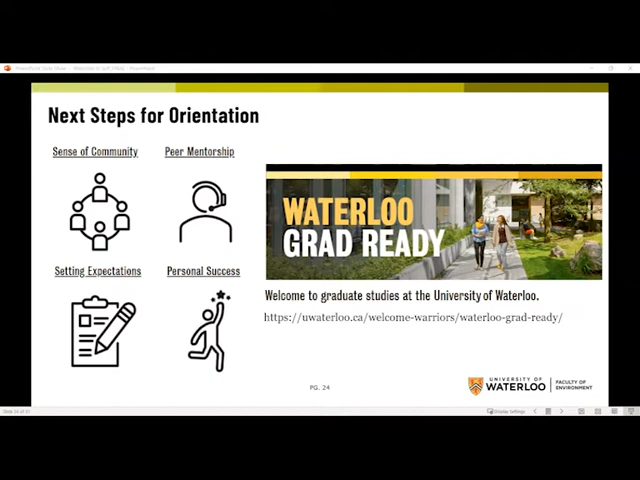 Next Steps for Orientation
Sense of Community
Peer Mentorship
Setting Expectations
Personal Success
WATERLOO
GRAD READY
Welcome to graduate studies at the University of Waterloo.
https://uwaterloo.ca/welcome-warriors/waterloo-grad-ready/
PG. 24
UNIVERSITY OF
WATERLOO
FACULTY OF
ENVIRONMENT
Display Settings